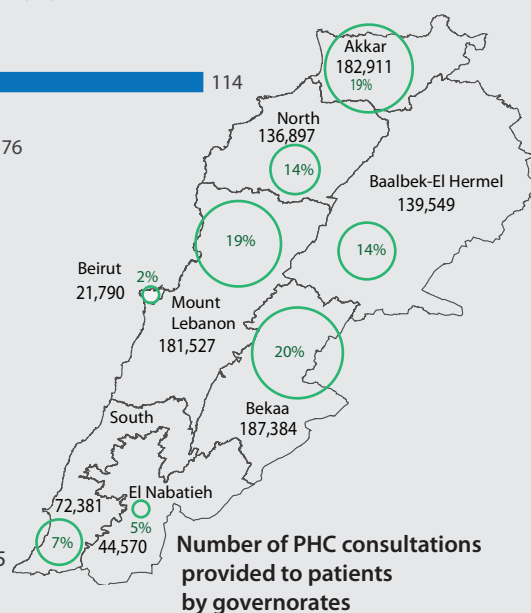 114
76
Akkar
182,911
19%
North
136,897
14%
Baalbek-El Hermel
139,549
14%
19%
Beirut
2%
21,790
Mount
Lebanon
181,527
20%
Bekaa
187,384
South
72,381
7%
El Nabatieh
5%
44,570
5
Number of PHC consultations
provided to patients
by governorates